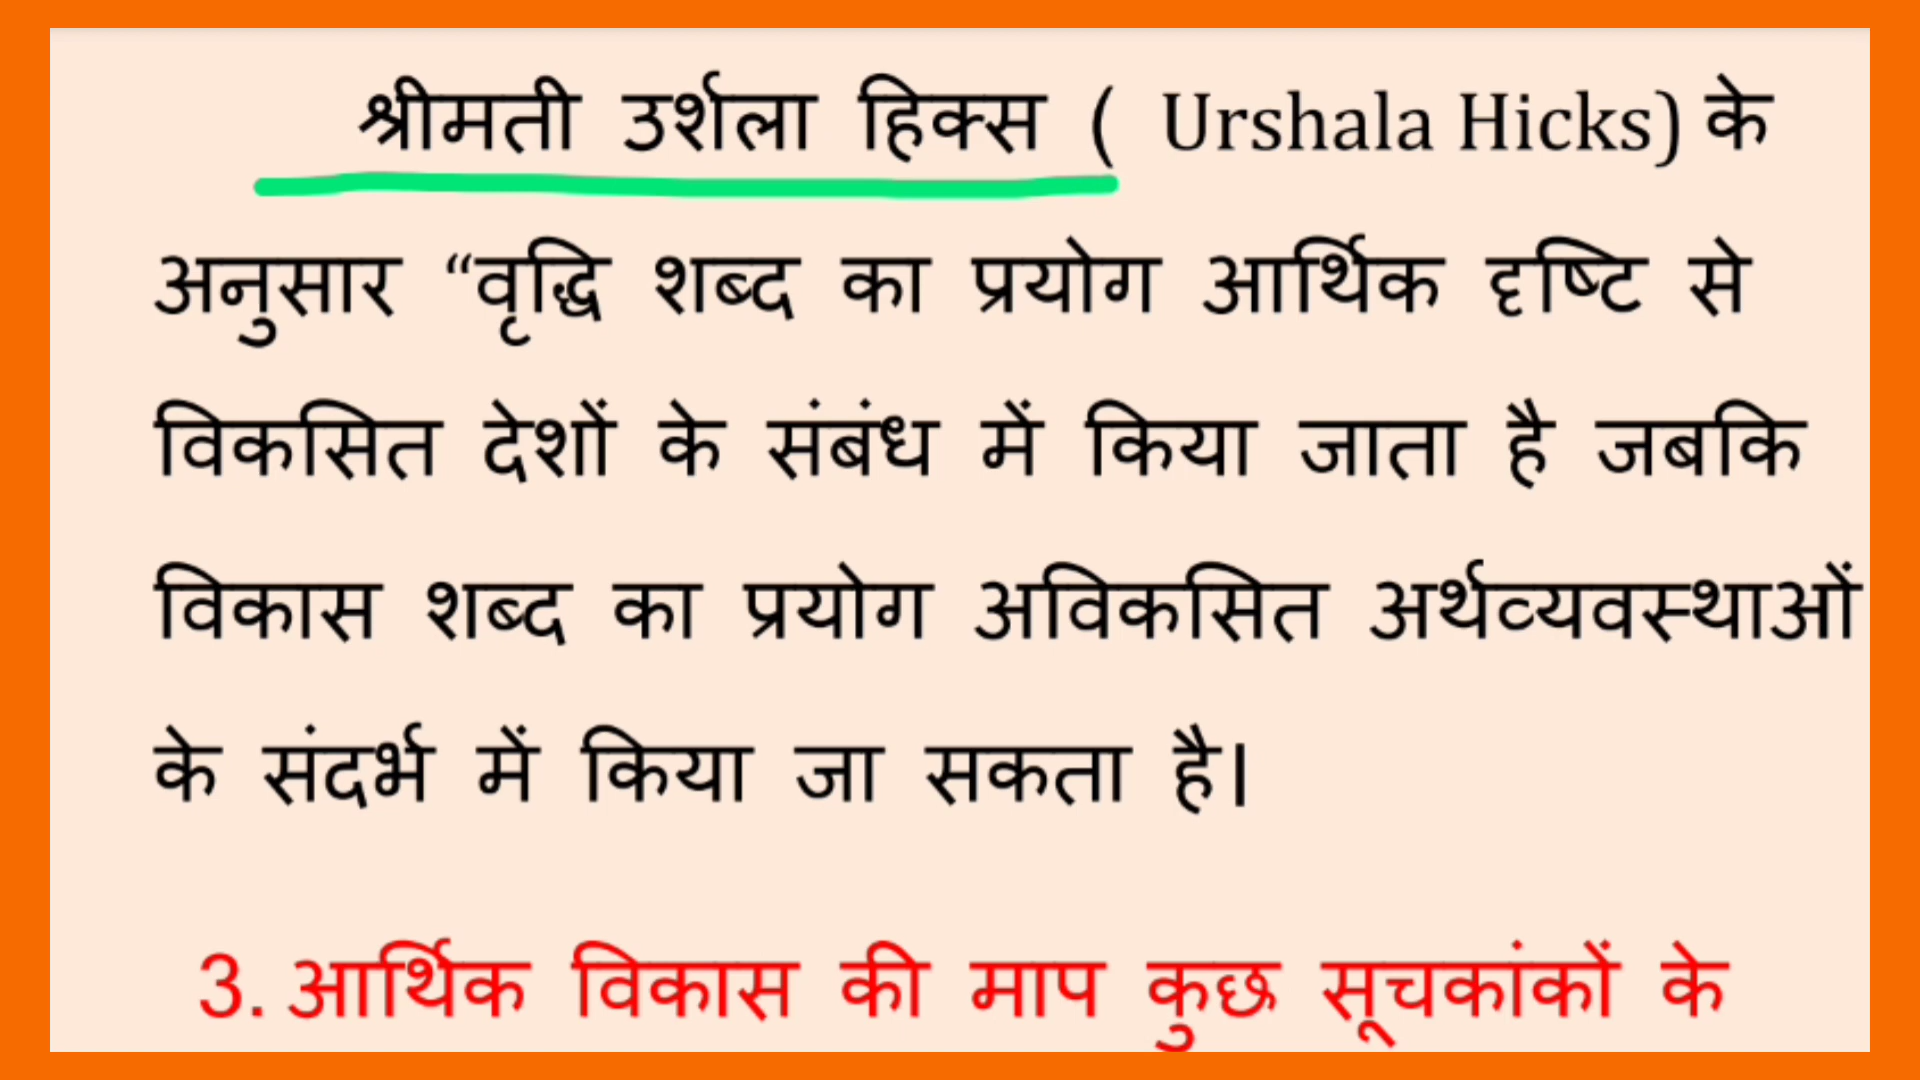 श्रीमती उर्शला हिक्स ( Urshala Hicks) के
अनुसार “वृद्धि शब्द का प्रयोग आर्थिक दृष्टि से
विकसित देशों के संबंध में किया जाता है जबकि
विकास शब्द का प्रयोग अविकसित अर्थव्यवस्थाओं
के संदर्भ में किया जा सकता है।
3. आर्थिक विकास की माप कुछ सूचकांकों के